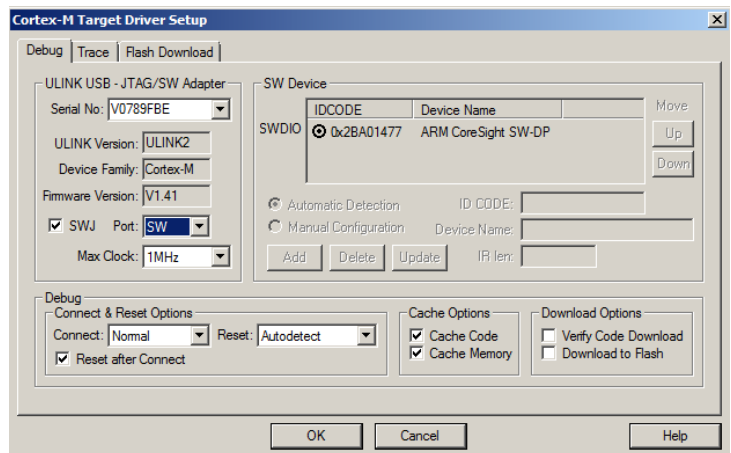 Cortex-M Target Driver Setup
Debug Trace Flash Download
ULINK USB - JTAG/SW Adapter
Serial No: V0789FBE
ULINK Version: ULINK2
Device Family: Cortex-M
Firmware Version: V1.41
SWJ Port: SW
Max Clock: 1MHz
SW Device
IDCODE Device Name Move
SWDIO 0x2BA01477 ARM CoreSight SW-DP Up
Down
Automatic Detection ID CODE:
Manual Configuration Device Name:
Add Delete Update IR len:
Debug
Connect & Reset Options
Connect: Normal Reset: Autodetect
Reset after Connect
Cache Options
Cache Code
Cache Memory
Download Options
Verify Code Download
Download to Flash
OK Cancel Help